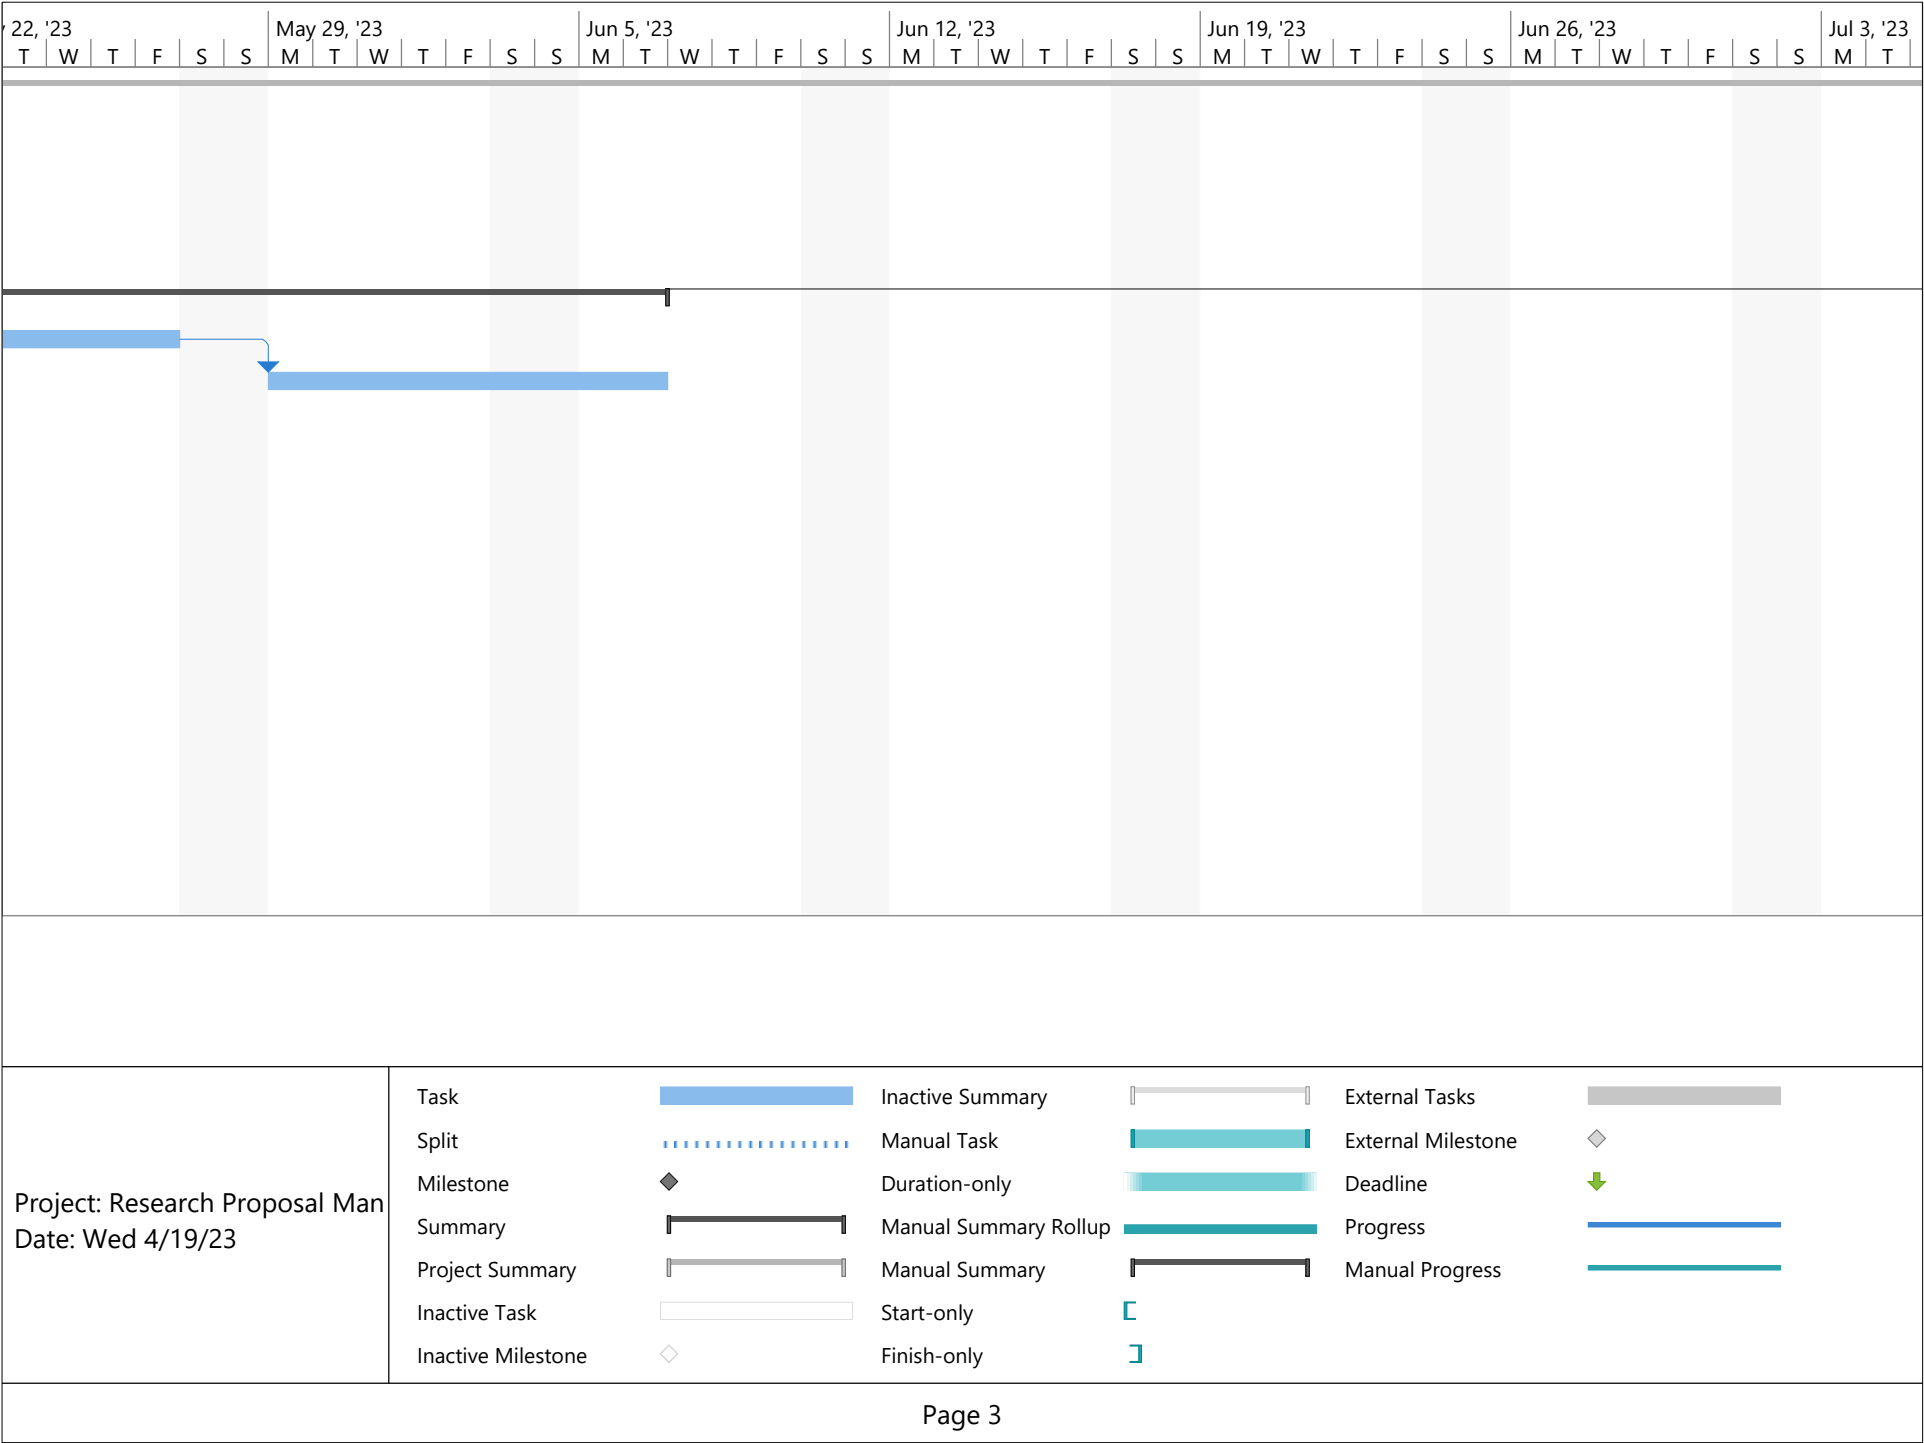 22, '23 May 29, '23 Jun 5, '23 Jun 12, '23 Jun 19, '23 Jun 26, '23 Jul 3, '23
T W T F S S M T W T F S S M T W T F S S M T W T F S S M T W T F S S M T W T F S S M T
Task Inactive Summary External Tasks
Split Manual Task External Milestone
Milestone Duration-only Deadline
Summary Manual Summary Rollup Progress
Project Summary Manual Summary Manual Progress
Inactive Task Start-only
Inactive Milestone Finish-only
Project: Research Proposal Man
Date: Wed 4/19/23
Page 3